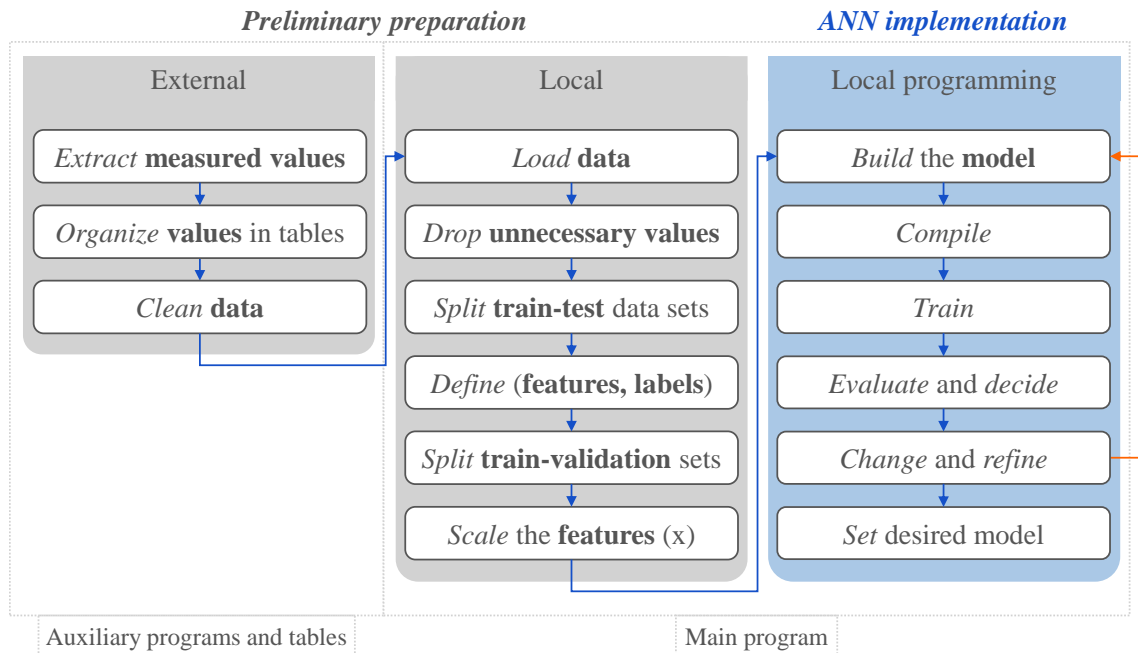 Preliminary preparation
ANN implementation
External
Extract measured values
Organize values in tables
Clean data
Local
Load data
Drop unnecessary values
Split train-test data sets
Define (features, labels)
Split train-validation sets
Scale the features (x)
Local programming
Build the model
Compile
Train
Evaluate and decide
Change and refine
Set desired model
Auxiliary programs and tables
Main program